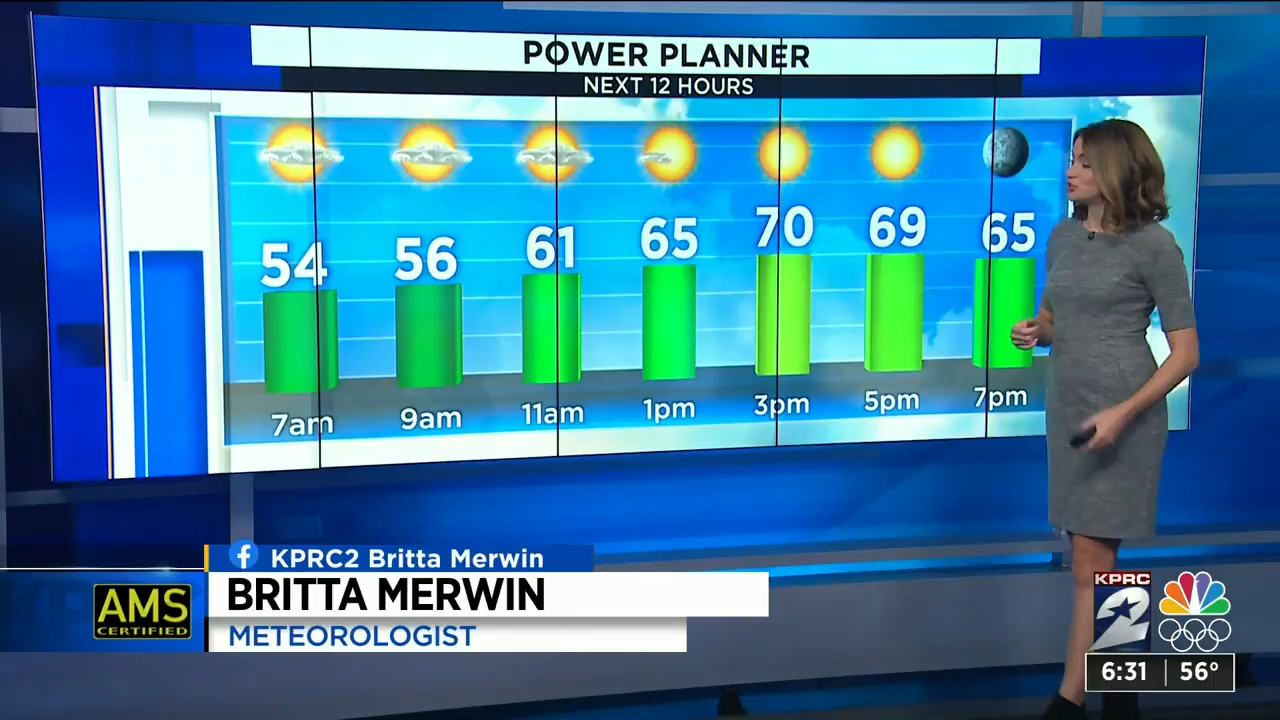 POWER PLANNER
NEXT 12 HOURS
54 56 61 65 70 69 65
7am 9am 11am 1pm 3pm 5pm 7pm
KPRC2 Britta Merwin
BRITTA MERWIN
METEOROLOGIST
AMS
CERTIFIED
KPRC
2
6:31 56°